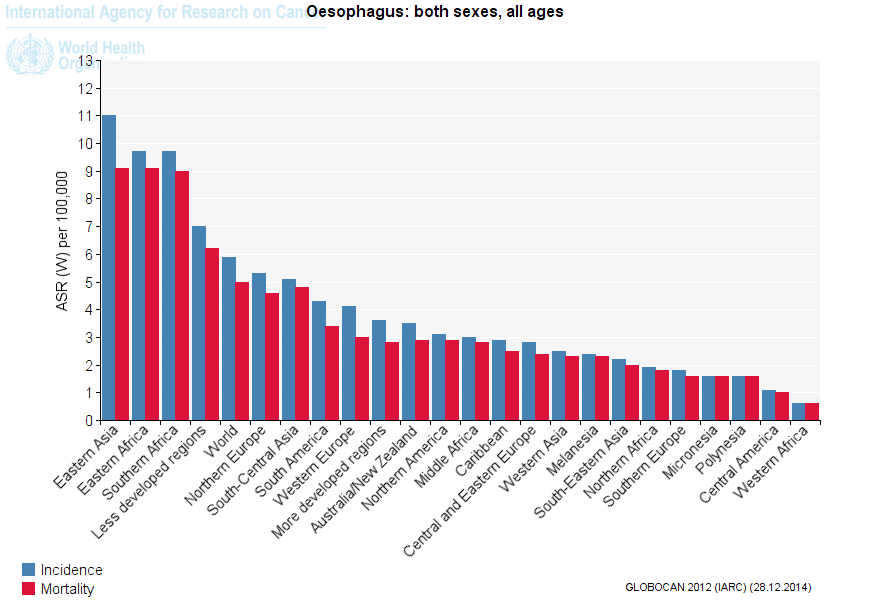 International Agency for Research on Can
Oesophagus: both sexes, all ages
World Health
ASR (W) per 100,000
13
12
11
10
9
8
7
6
5
4
3
2
1
0
Eastern Asia
Eastern Africa
Southern Africa
Less developed regions
World
Northern Europe
South-Central Asia
South America
Western Europe
More developed regions
Australia/New Zealand
Northern America
Middle Africa
Caribbean
Central and Eastern Europe
Western Asia
Melanesia
South-Eastern Asia
Northern Africa
Southern Europe
Micronesia
Polynesia
Central America
Western Africa
Incidence
Mortality
GLOBOCAN 2012 (IARC) (28.12.2014)